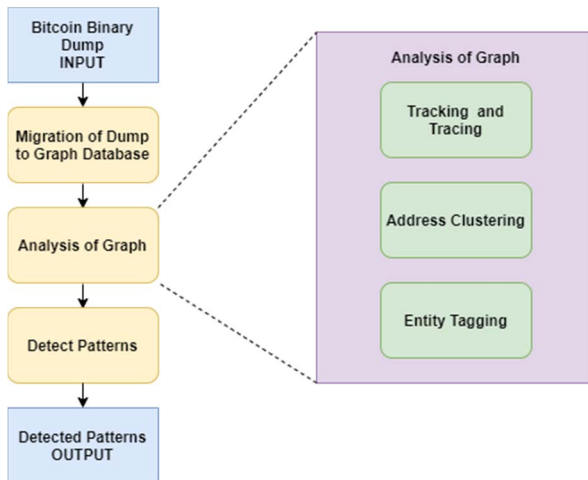 Bitcoin Binary
Dump
INPUT
Migration of Dump
to Graph Database
Analysis of Graph
Detect Patterns
Detected Patterns
OUTPUT
Analysis of Graph
Tracking and
Tracing
Address Clustering
Entity Tagging